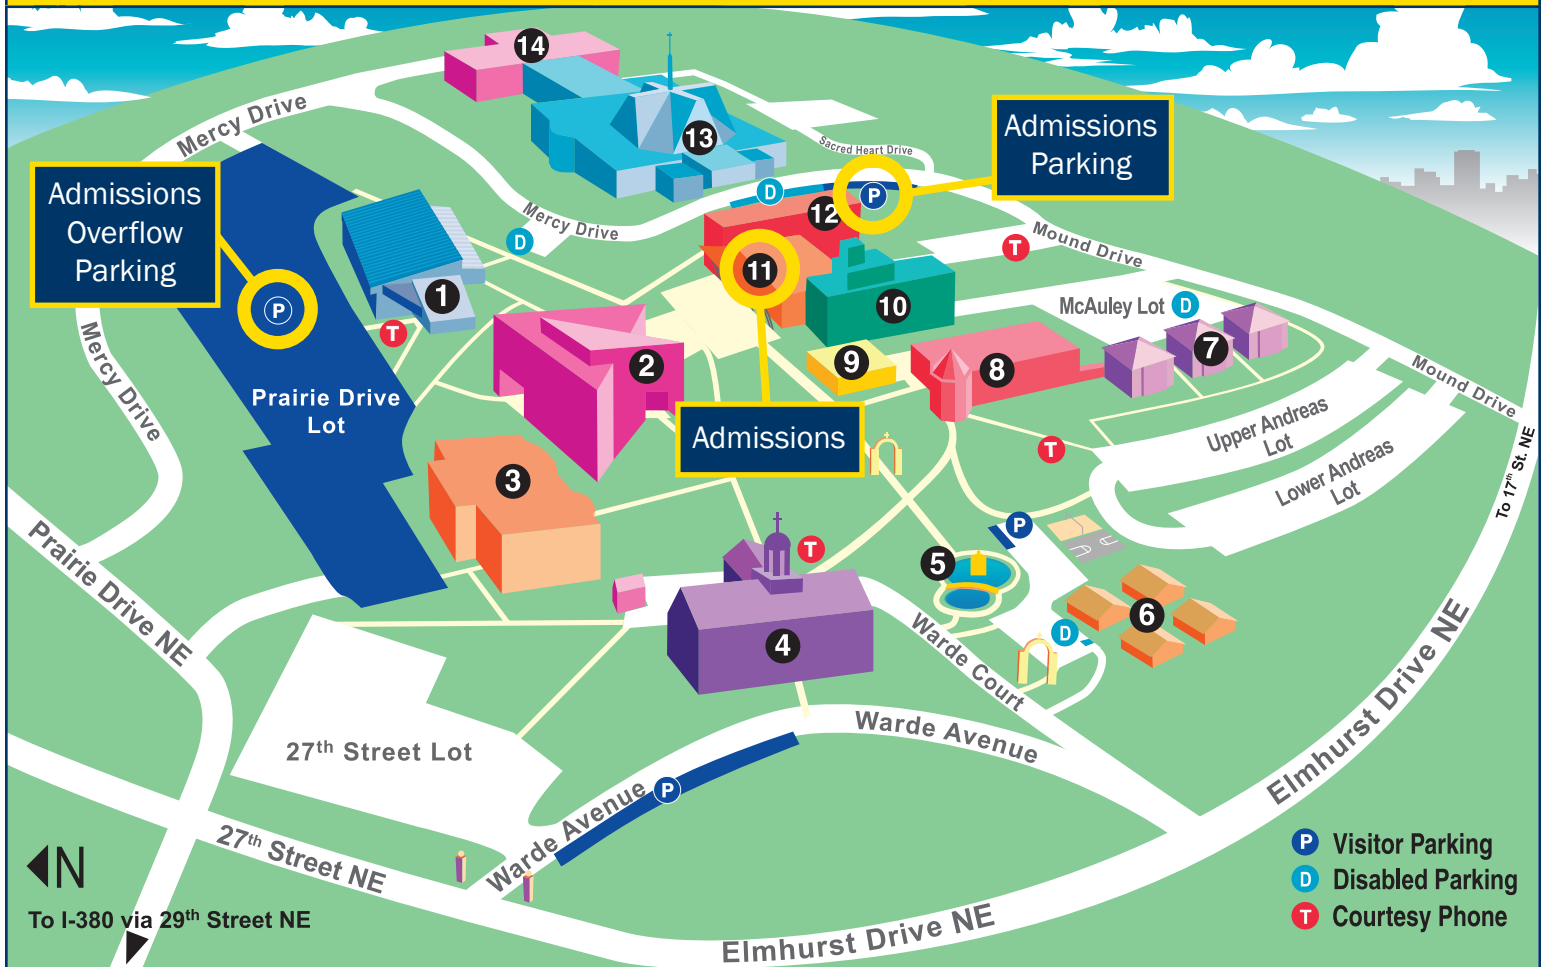 14
Mercy Drive
13
Sacred Heart Drive
Admissions
Parking
Admissions
Overflow
Parking
D
P
12
Mercy Drive
D
T
Mound Drive
P
1
11
10
McAuley Lot
D
T
Mercy Drive
2
9
8
7
Mound Drive
Prairie Drive
Lot
Admissions
Upper Andreas
Lot
Lower Andreas
Lot
To 17th St. NE
T
3
P
T
5
Prairie Drive NE
4
6
D
Warde Court
27th Street Lot
Warde Avenue
Elmhurst Drive NE
P
Warde Avenue
27th Street NE
N
To I-380 via 29th Street NE
Elmhurst Drive NE
P Visitor Parking
D Disabled Parking
T Courtesy Phone